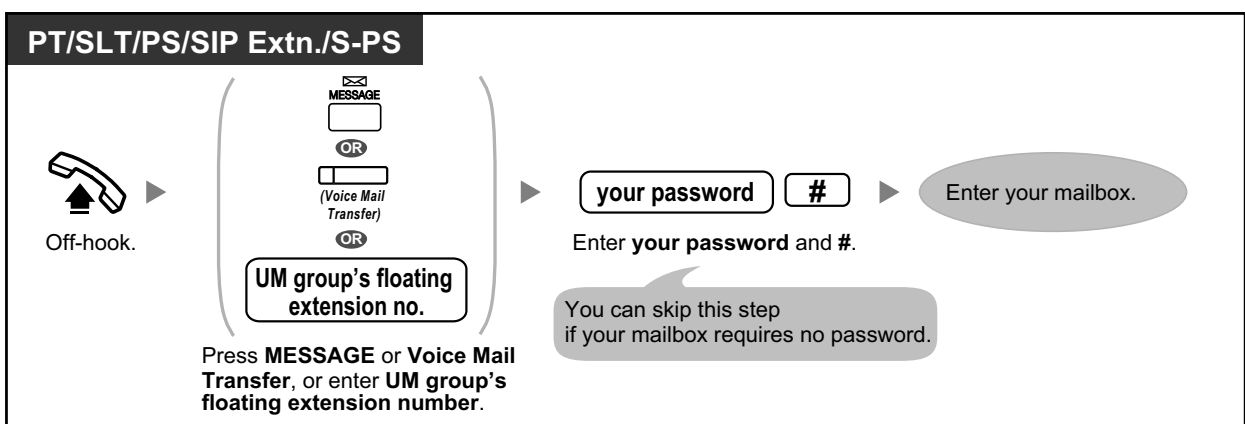 PT/SLT/PS/SIP Extn./S-PS
Off-hook.
MESSAGE
OR
(Voice Mail
Transfer)
OR
UM group's floating
extension no.
Press MESSAGE or Voice Mail
Transfer, or enter UM group's
floating extension number.
your password #
Enter your password and #.
You can skip this step
if your mailbox requires no password.
Enter your mailbox.